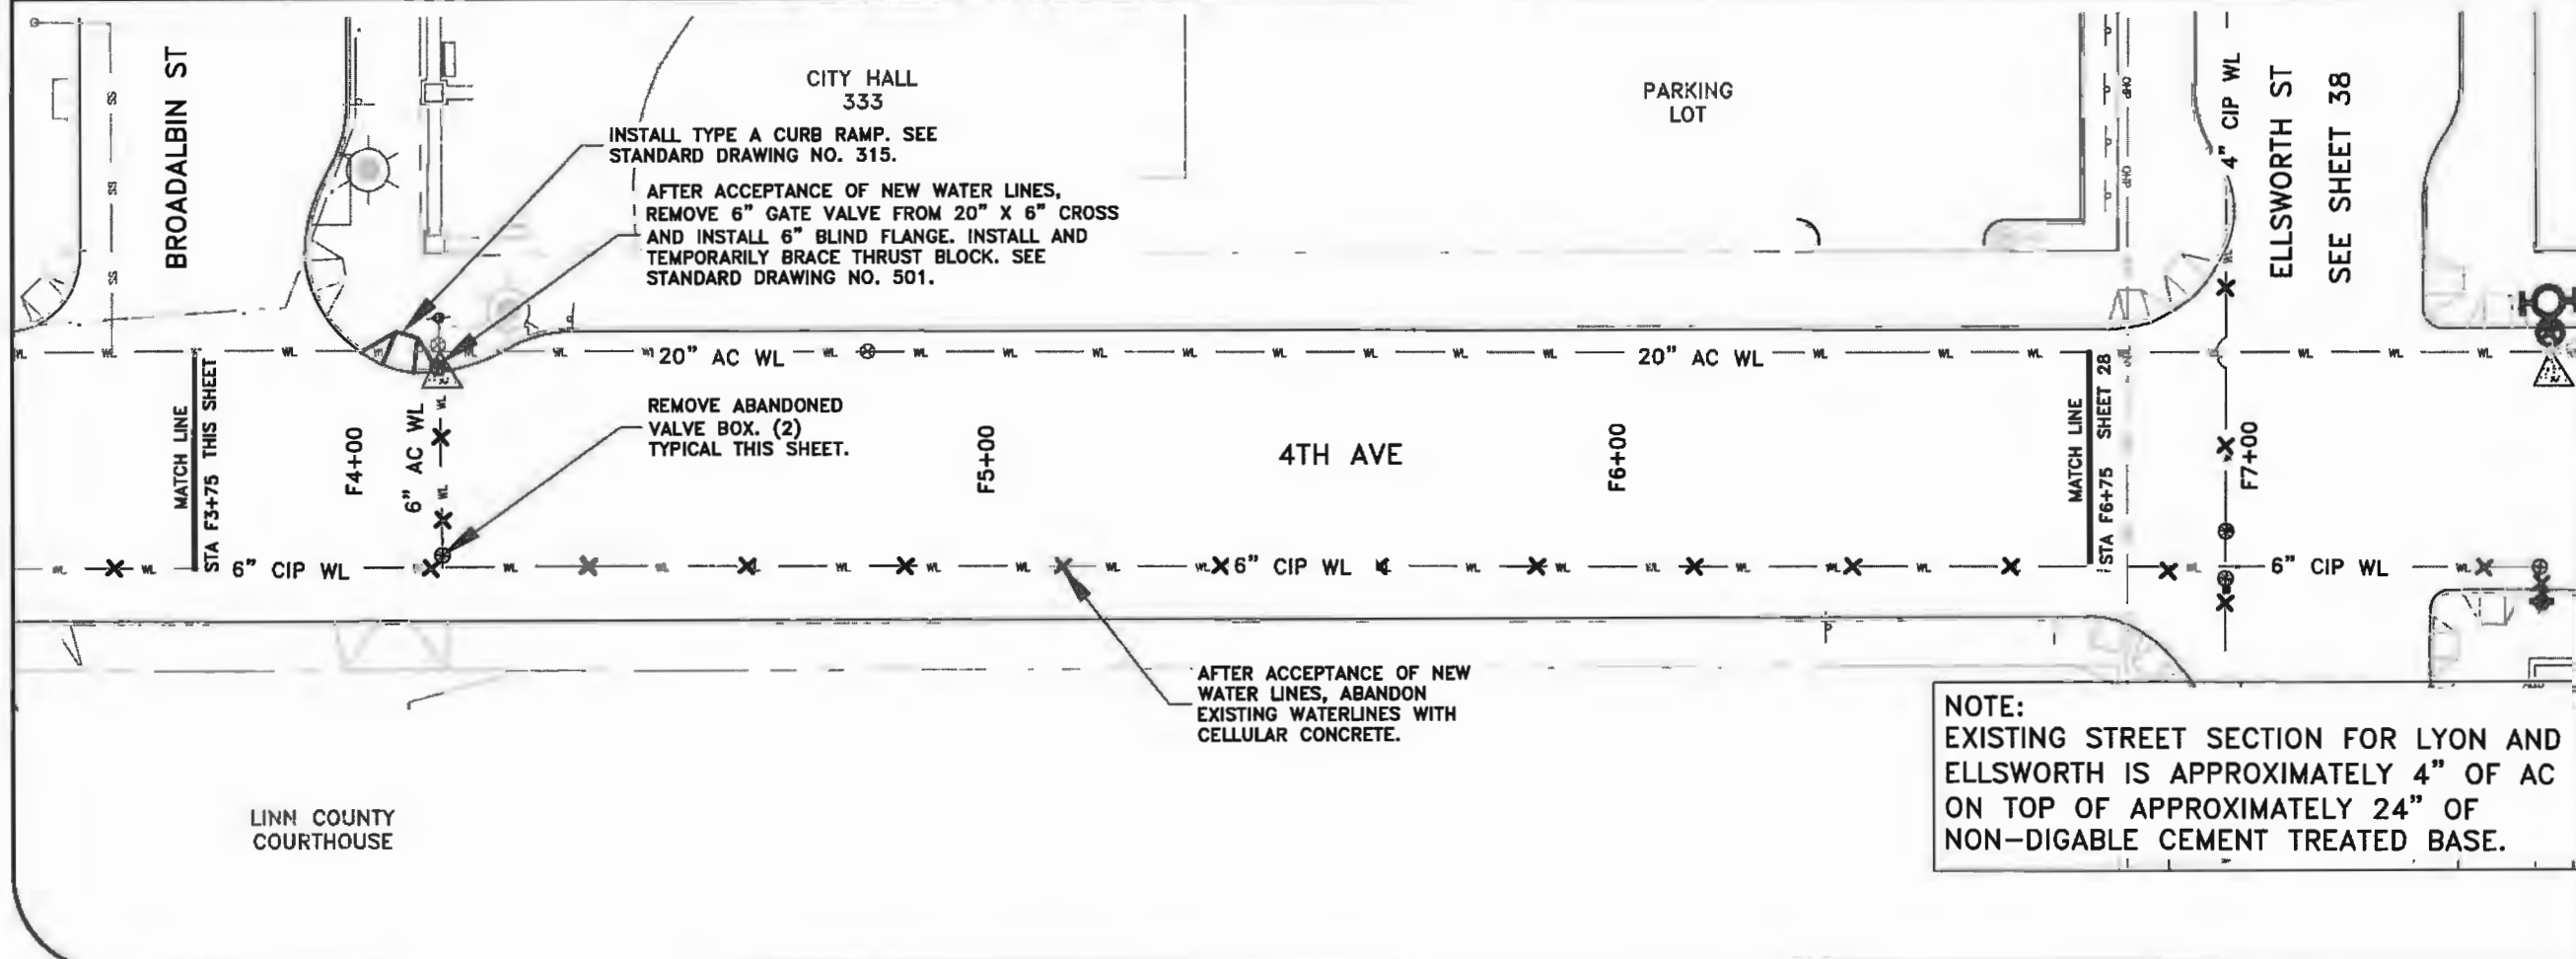 BROADALBIN ST
CITY HALL
333
PARKING
LOT
4" CIP WL
ELLSWORTH ST
SEE SHEET 38
INSTALL TYPE A CURB RAMP. SEE
STANDARD DRAWING NO. 315.
AFTER ACCEPTANCE OF NEW WATER LINES,
REMOVE 6" GATE VALVE FROM 20" X 6" CROSS
AND INSTALL 6" BLIND FLANGE. INSTALL AND
TEMPORARILY BRACE THRUST BLOCK. SEE
STANDARD DRAWING NO. 501.
SS
SS
SS
OHP
OHP
20" AC WL
20" AC WL
MATCH LINE
STA F3+75 THIS SHEET
F4+00
6" AC WL
REMOVE ABANDONED
VALVE BOX. (2)
TYPICAL THIS SHEET.
F5+00
4TH AVE
F6+00
MATCH LINE
STA F6+75 SHEET 28
F7+00
6" CIP WL
6" CIP WL
6" CIP WL
AFTER ACCEPTANCE OF NEW
WATER LINES, ABANDON
EXISTING WATERLINES WITH
CELLULAR CONCRETE.
LINN COUNTY
COURTHOUSE
NOTE:
EXISTING STREET SECTION FOR LYON AND
ELLSWORTH IS APPROXIMATELY 4" OF AC
ON TOP OF APPROXIMATELY 24" OF
NON-DIGABLE CEMENT TREATED BASE.